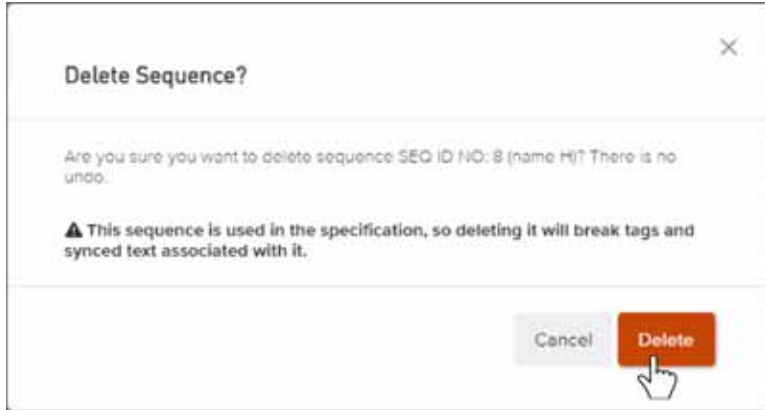 Delete Sequence?
Are you sure you want to delete sequence SEQ ID NO: 8 (name H)? There is no
undo.
This sequence is used in the specification, so deleting it will break tags and
synced text associated with it.
Cancel
Delete